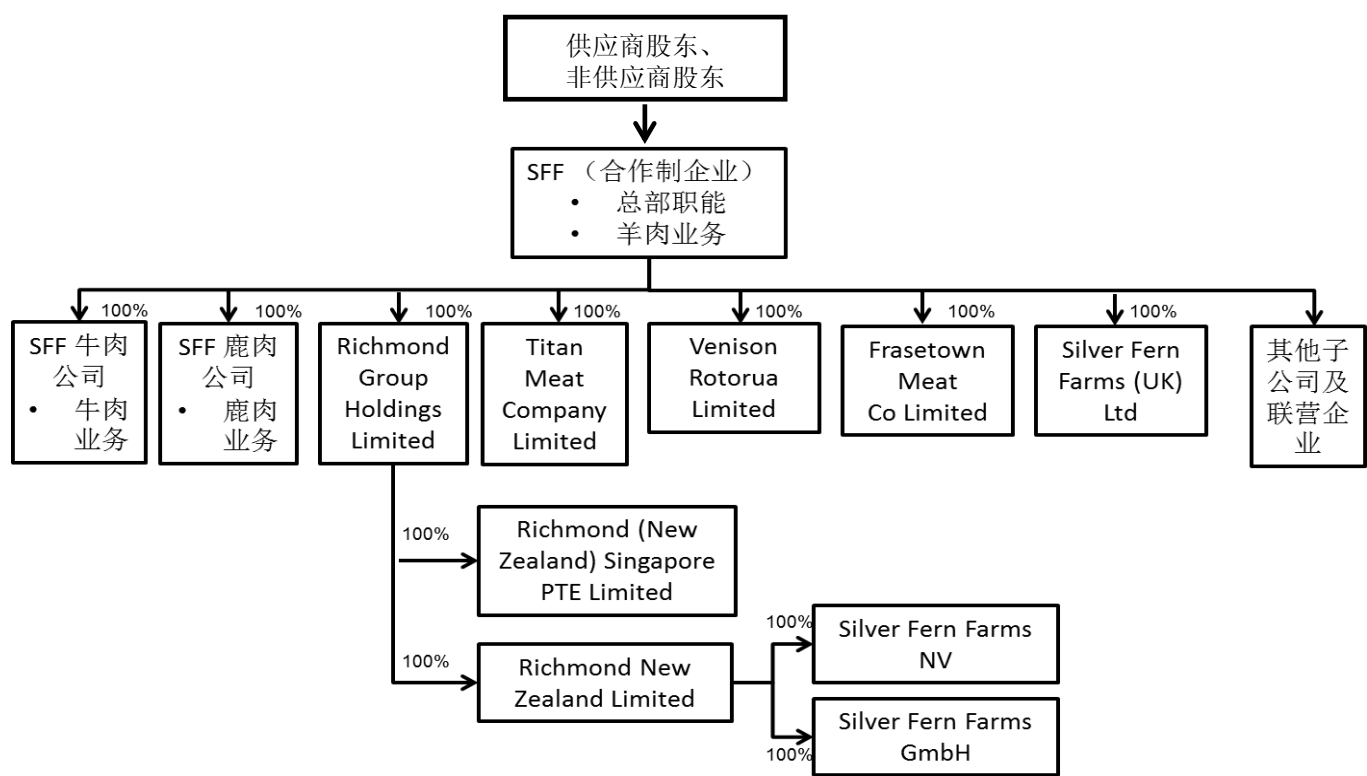 供应商股东、
非供应商股东
SFF （合作制企业）
• 总部职能
• 羊肉业务
100%
100%
100%
100%
100%
100%
100%
SFF 牛肉
公司
• 牛肉
业务
SFF 鹿肉
公司
• 鹿肉
业务
Richmond
Group
Holdings
Limited
Titan
Meat
Company
Limited
Venison
Rotorua
Limited
Frasetown
Meat
Co Limited
Silver Fern
Farms (UK)
Ltd
其他子
公司及
联营企
业
100%
Richmond (New
Zealand) Singapore
PTE Limited
100%
Richmond New
Zealand Limited
100%
Silver Fern Farms
NV
100%
Silver Fern Farms
GmbH